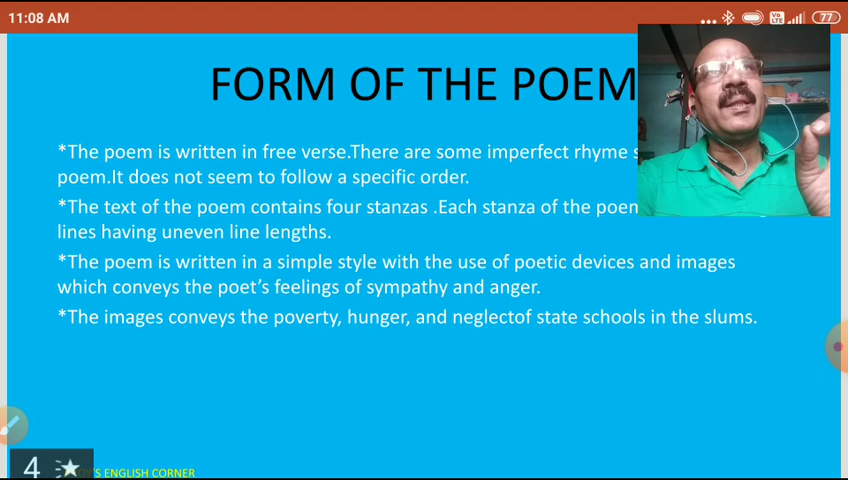 11:08 AM
Vo
LTE
77
FORM OF THE POEM
*The poem is written in free verse.There are some imperfect rhyme
poem.It does not seem to follow a specific order.
*The text of the poem contains four stanzas .Each stanza of the poem
lines having uneven line lengths.
*The poem is written in a simple style with the use of poetic devices and images
which conveys the poet's feelings of sympathy and anger.
*The images conveys the poverty, hunger, and neglectof state schools in the slums.
4
ENGLISH CORNER